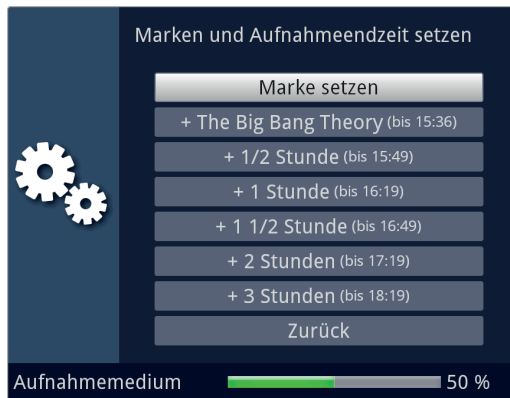 Marken und Aufnahmeendzeit setzen
Marke setzen
+ The Big Bang Theory (bis 15:36)
+ 1/2 Stunde (bis 15:49)
+ 1 Stunde (bis 16:19)
+ 1 1/2 Stunde (bis 16:49)
+ 2 Stunden (bis 17:19)
+ 3 Stunden (bis 18:19)
Zurück
Aufnahmemedium 50 %